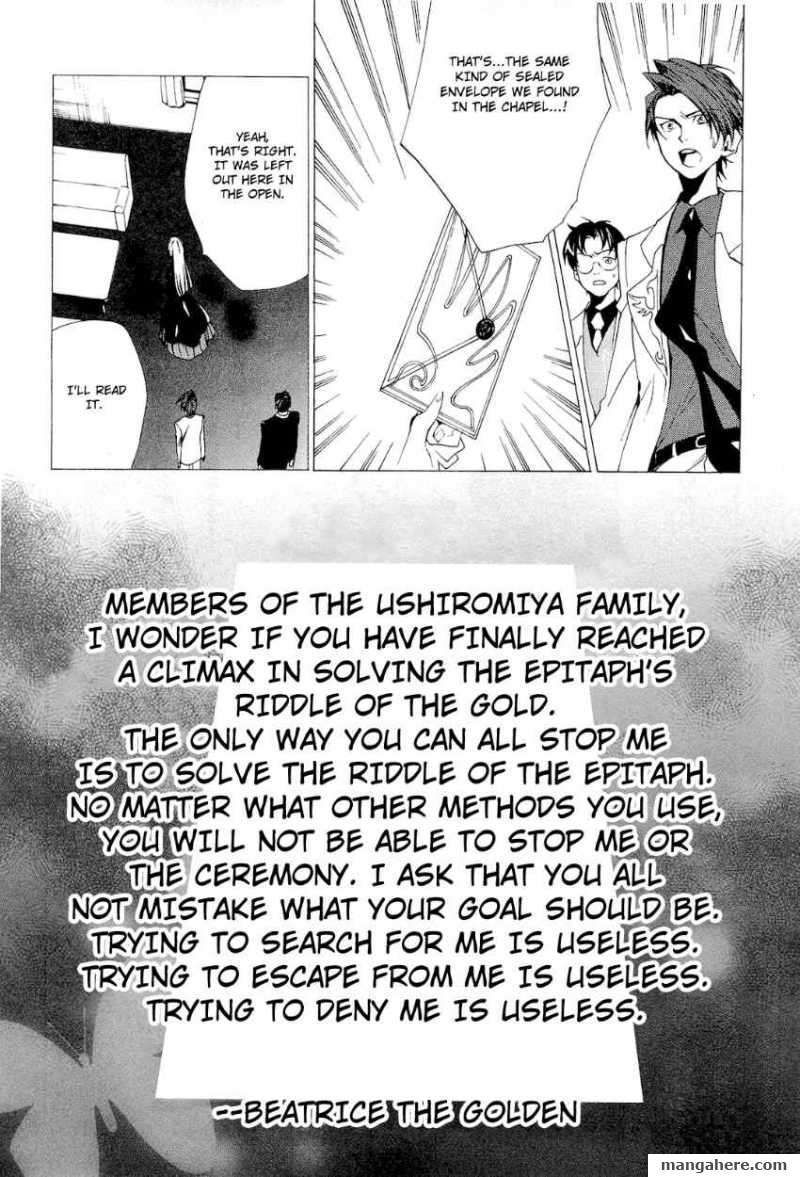 THAT'S...THE SAME
KIND OF SEALED
ENVELOPE WE FOUND
IN THE CHAPEL...!
YEAH,
THAT'S RIGHT.
IT WAS LEFT
OUT HERE IN
THE OPEN.
I'LL READ
IT.
MEMBERS OF THE USHIROMIYA FAMILY,
I WONDER IF YOU HAVE FINALLY REACHED
A CLIMAX IN SOLVING THE EPITAPH'S
RIDDLE OF THE GOLD.
THE ONLY WAY YOU CAN ALL STOP ME
IS TO SOLVE THE RIDDLE OF THE EPITAPH.
NO MATTER WHAT OTHER METHODS YOU USE,
YOU WILL NOT BE ABLE TO STOP ME OR
THE CEREMONY. I ASK THAT YOU ALL
NOT MISTAKE WHAT YOUR GOAL SHOULD BE.
TRYING TO SEARCH FOR ME IS USELESS.
TRYING TO ESCAPE FROM ME IS USELESS.
TRYING TO DENY ME IS USELESS.
--BEATRICE THE GOLDEN
mangahere.com